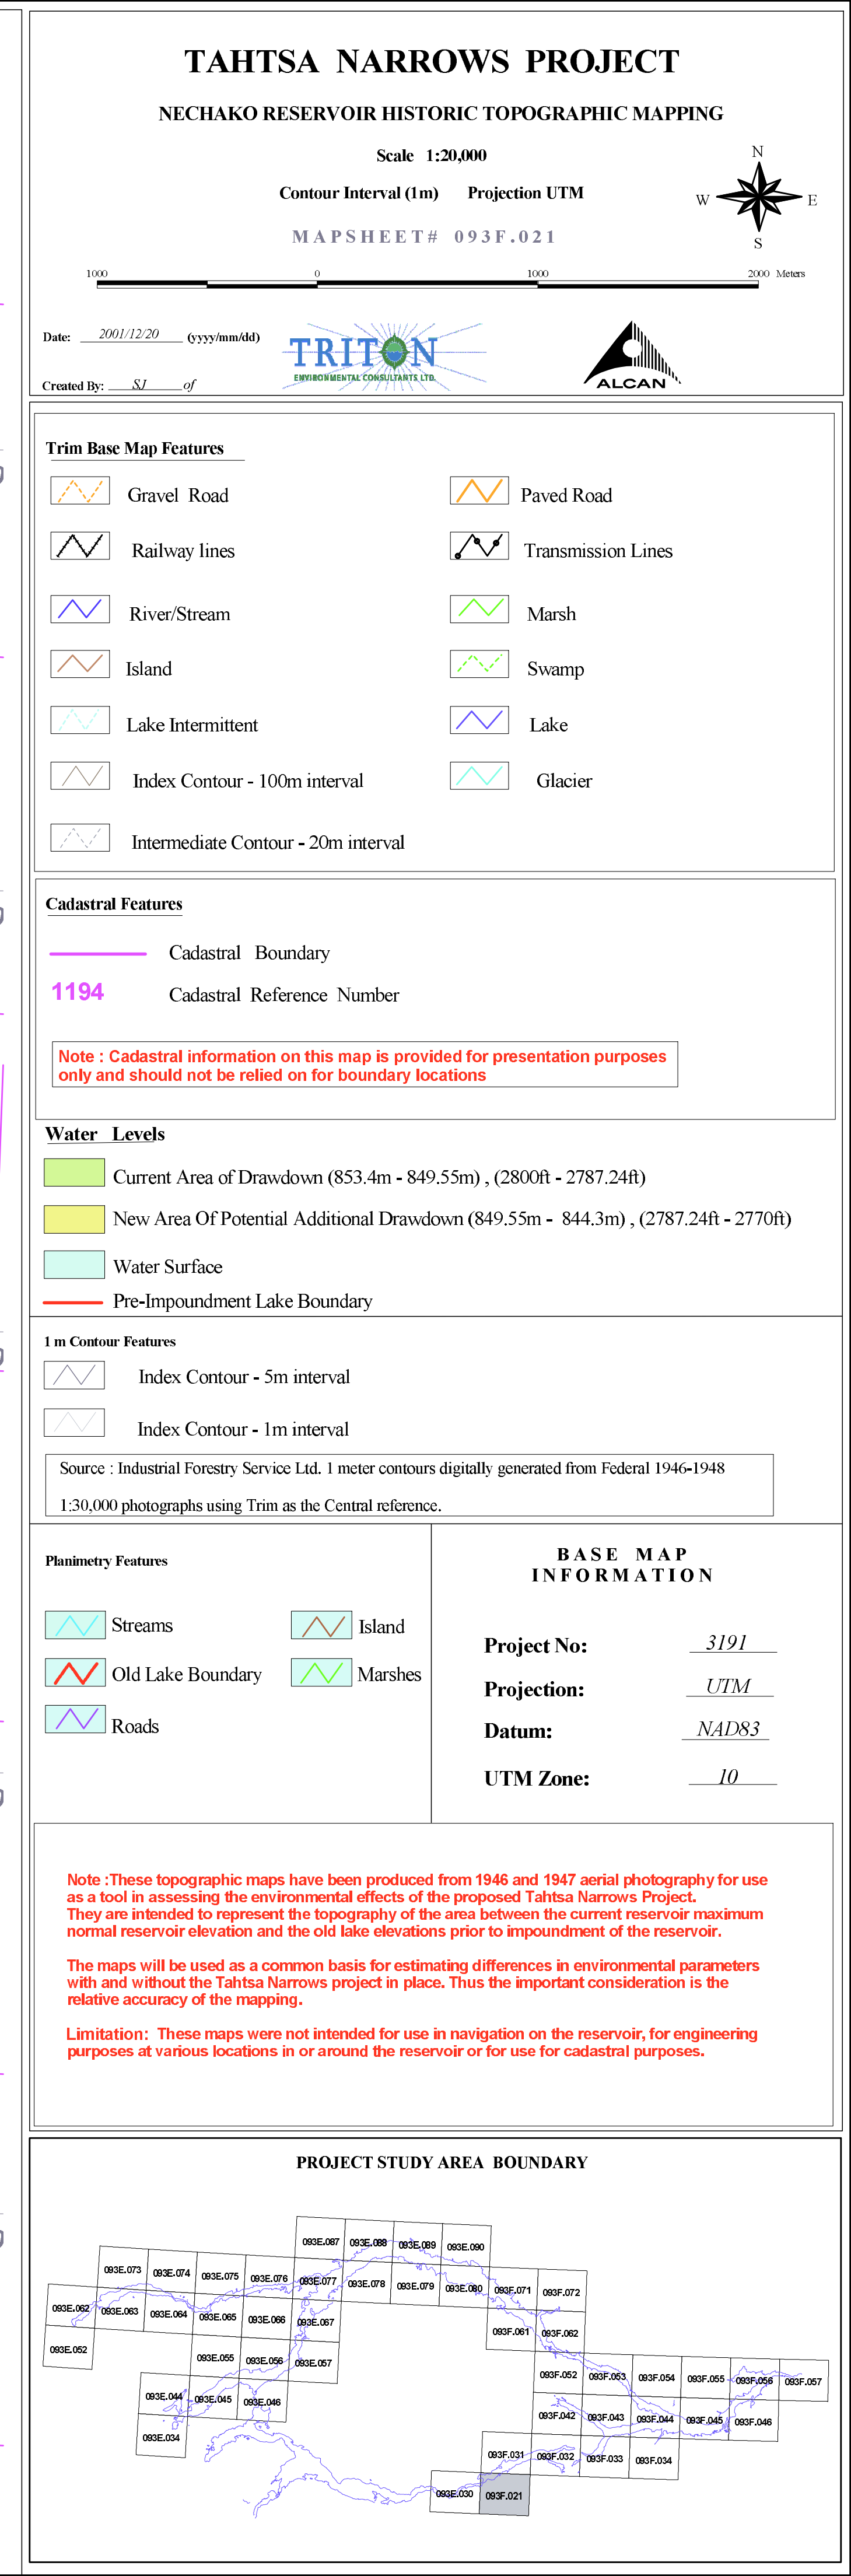 TAHTSA NARROWS PROJECT
NECHAKO RESERVOIR HISTORIC TOPOGRAPHIC MAPPING
Scale 1:20,000
Contour Interval (1m) Projection UTM
MAPSHEET# 093F.021
N
W E
S
1000 0 1000 2000 Meters
Date: 2001/12/20 (yyyy/mm/dd)
Created By: SJ of
TRITON
ENVIRONMENTAL CONSULTANTS LTD.
ALCAN
Trim Base Map Features
Gravel Road Paved Road
Railway lines Transmission Lines
River/Stream Marsh
Island Swamp
Lake Intermittent Lake
Index Contour - 100m interval Glacier
Intermediate Contour - 20m interval
Cadastral Features
Cadastral Boundary
1194 Cadastral Reference Number
Note : Cadastral information on this map is provided for presentation purposes
only and should not be relied on for boundary locations
Water Levels
Current Area of Drawdown (853.4m - 849.55m) , (2800ft - 2787.24ft)
New Area Of Potential Additional Drawdown (849.55m - 844.3m) , (2787.24ft - 2770ft)
Water Surface
Pre-Impoundment Lake Boundary
1 m Contour Features
Index Contour - 5m interval
Index Contour - 1m interval
Source : Industrial Forestry Service Ltd. 1 meter contours digitally generated from Federal 1946-1948
1:30,000 photographs using Trim as the Central reference.
Planimetry Features
Streams Island
Old Lake Boundary Marshes
Roads
BASE MAP
INFORMATION
Project No: 3191
Projection: UTM
Datum: NAD83
UTM Zone: 10
Note :These topographic maps have been produced from 1946 and 1947 aerial photography for use
as a tool in assessing the environmental effects of the proposed Tahtsa Narrows Project.
They are intended to represent the topography of the area between the current reservoir maximum
normal reservoir elevation and the old lake elevations prior to impoundment of the reservoir.
The maps will be used as a common basis for estimating differences in environmental parameters
with and without the Tahtsa Narrows project in place. Thus the important consideration is the
relative accuracy of the mapping.
Limitation: These maps were not intended for use in navigation on the reservoir, for engineering
purposes at various locations in or around the reservoir or for use for cadastral purposes.
PROJECT STUDY AREA BOUNDARY
093E.087 093E.088 093E.089 093E.090
093E.073 093E.074 093E.075 093E.076 093E.077 093E.078 093E.079 093E.080 093F.071 093F.072
093E.062 093E.063 093E.064 093E.065 093E.066 093E.067 093F.061 093F.062
093E.052 093E.055 093E.056 093E.057 093F.052 093F.053 093F.054 093F.055 093F.056 093F.057
093E.044 093E.045 093E.046 093F.042 093F.043 093F.044 093F.045 093F.046
093E.034 093F.031 093F.032 093F.033 093F.034
093E.030 093F.021